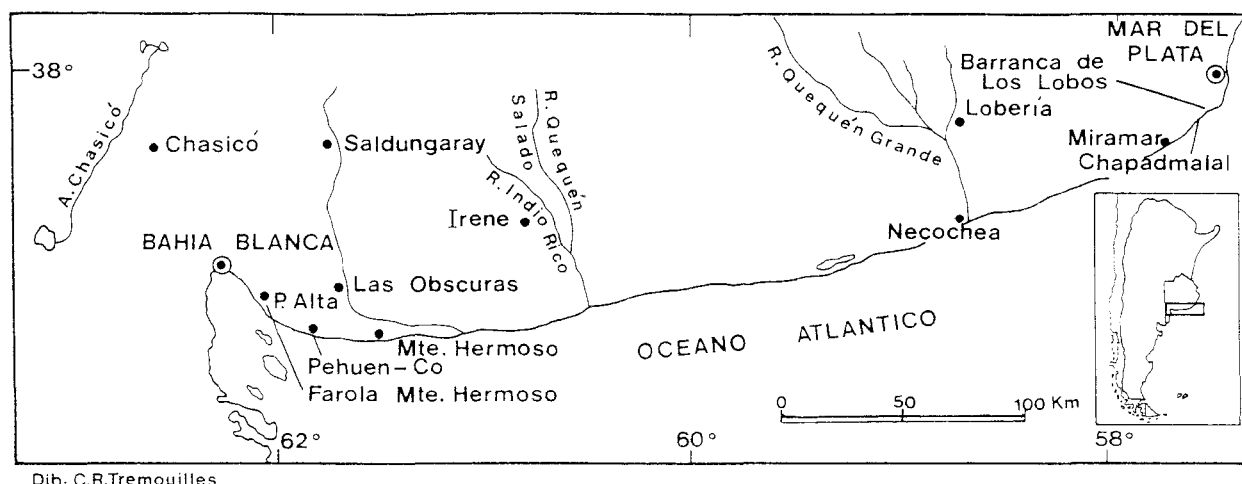 MAR DEL
PLATA
38°
Barranca de
Los Lobos
R. Quequén Grande
Lobería
A. Chasicó
Chasicó
Saldungaray
R. Quequén
Salado
R. Indio Rico
Miramar
Chapadmalal
Irene
Necochea
BAHIA BLANCA
Las Obscuras
P. Alta
Mte. Hermoso
OCEANO ATLANTICO
Pehuen-Co
Farola Mte. Hermoso
0 50 100 Km
62° 60° 58°
Dib. C.R.Tremouilles